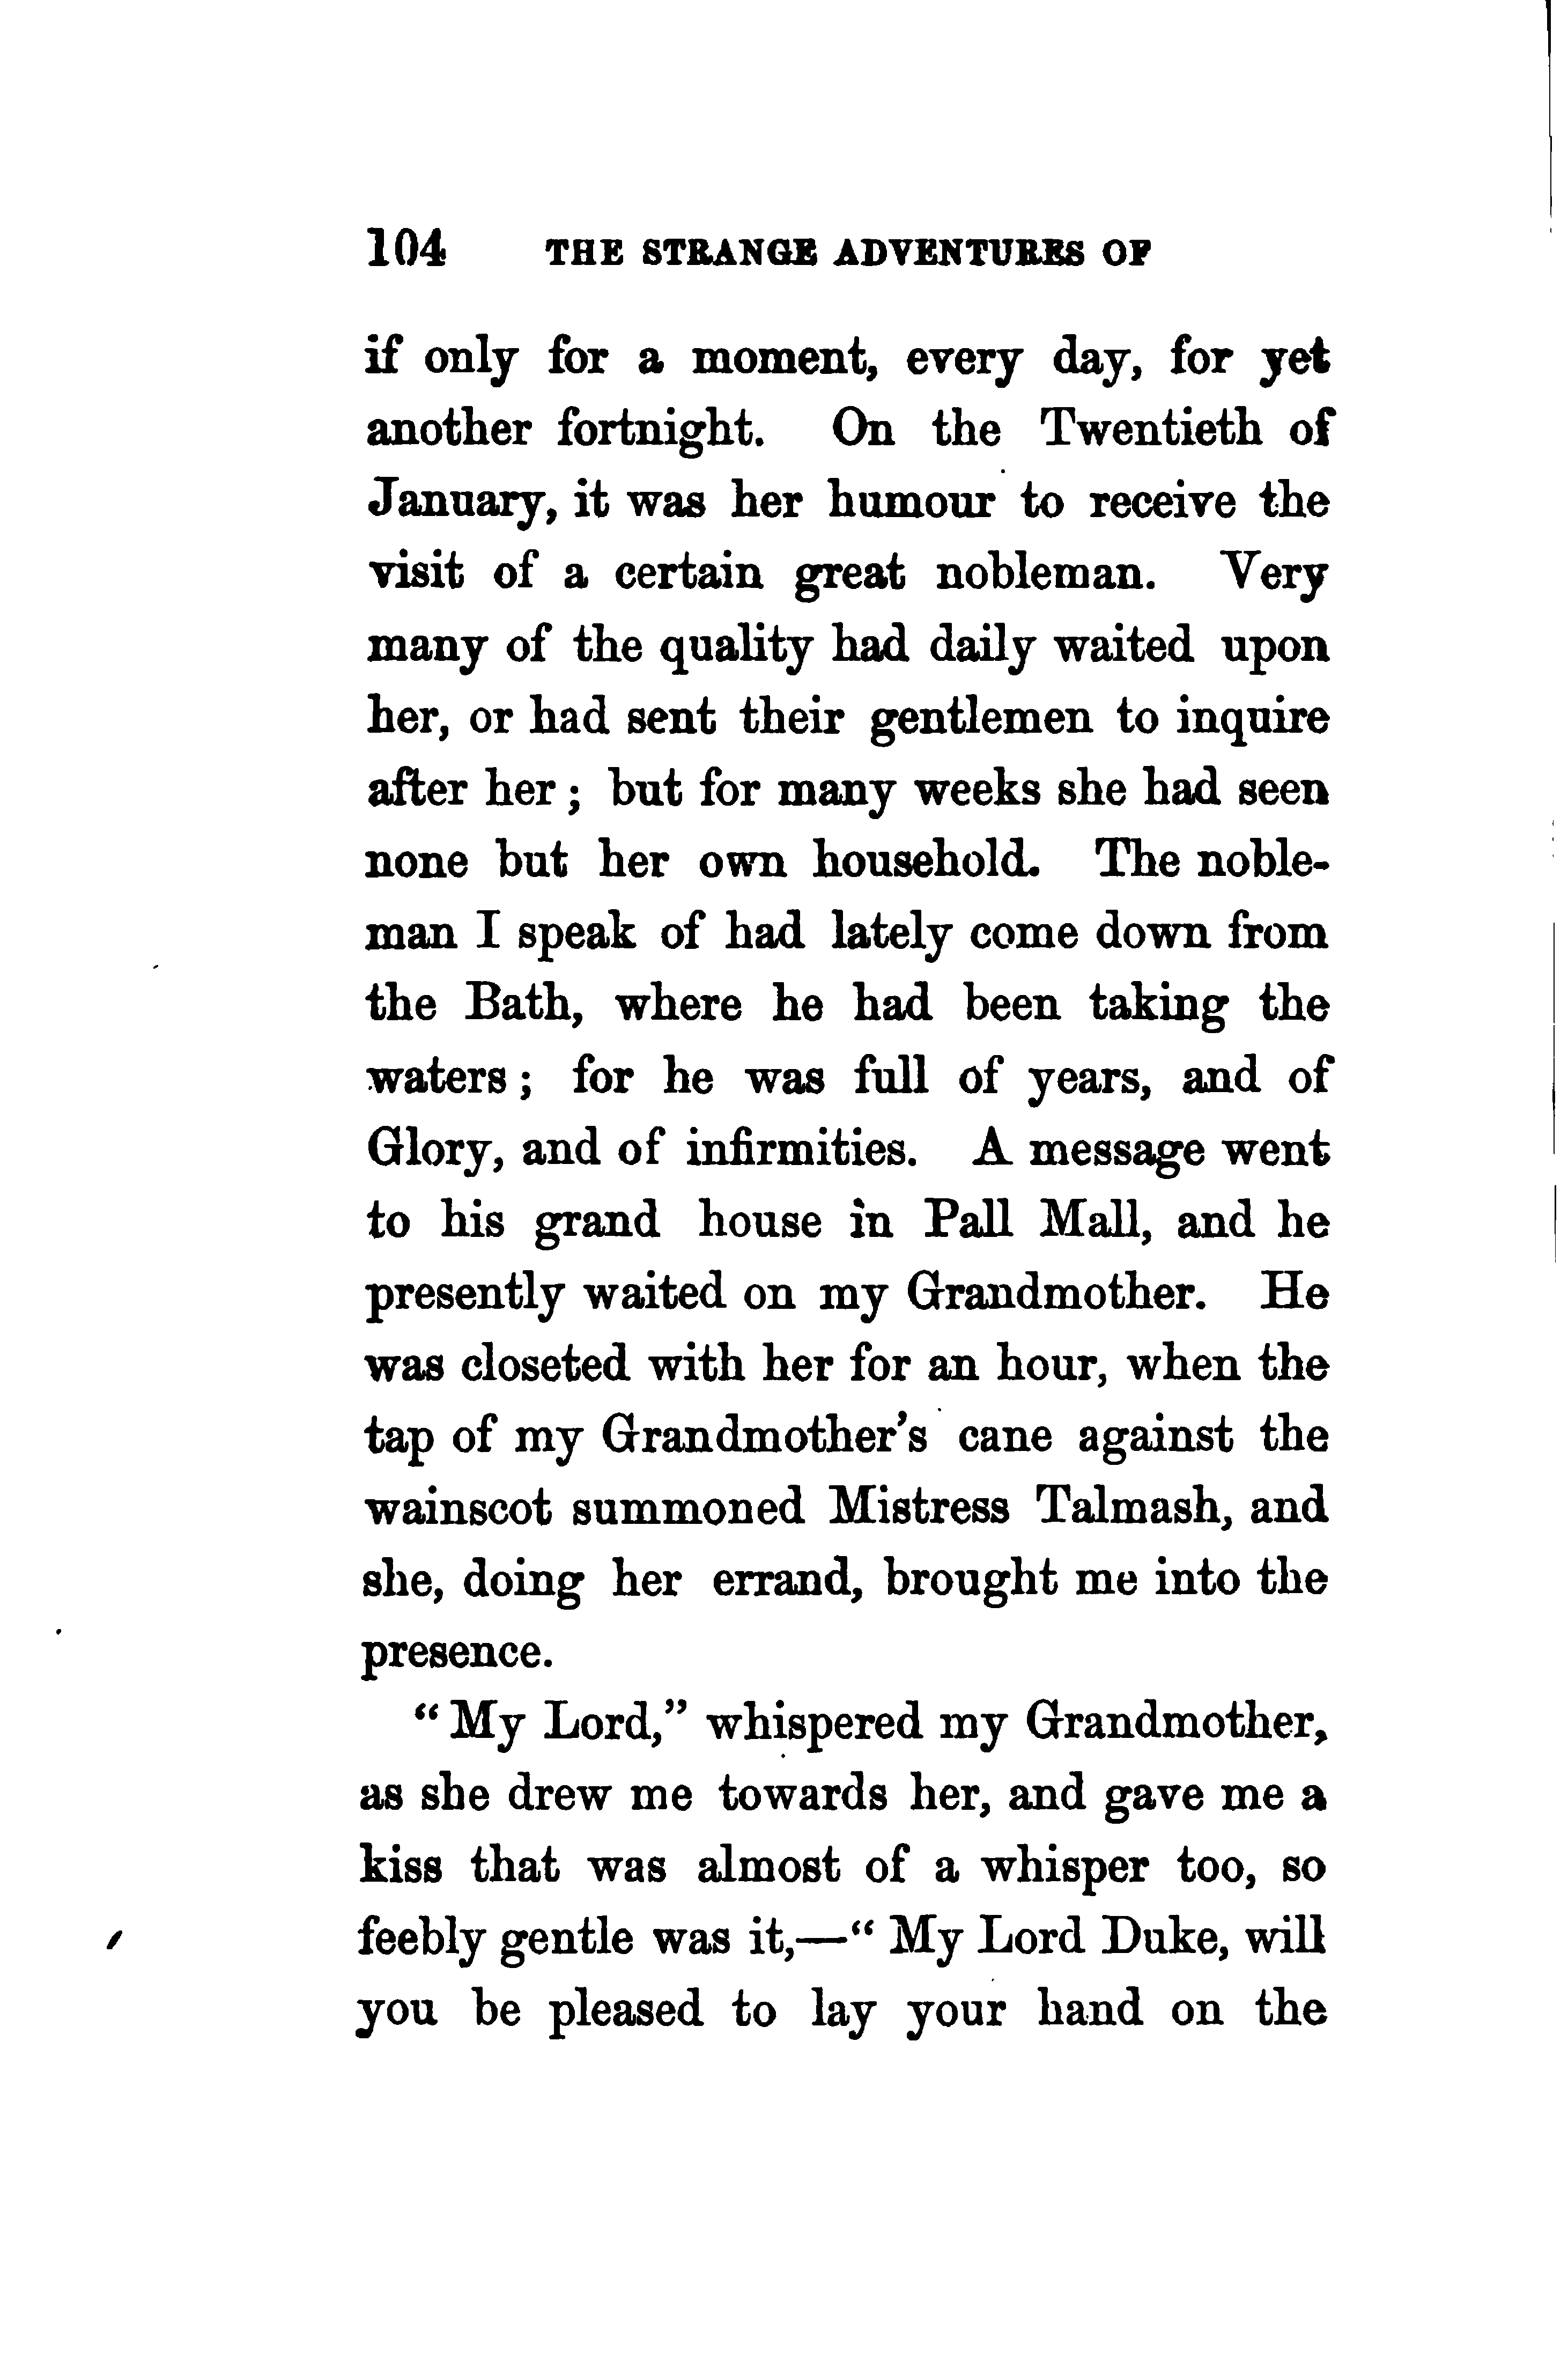 104 THE STRANGE ADVENTURES OF
if only for a moment, every day, for yet
another fortnight. On the Twentieth of
January, it was her humour to receive the
visit of a certain great nobleman. Very
many of the quality had daily waited upon
her, or had sent their gentlemen to inquire
after her; but for many weeks she had seen
none but her own household. The noble-
man I speak of had lately come down from
the Bath, where he had been taking the
waters; for he was full of years, and of
Glory, and of infirmities. A message went
to his grand house in Pall Mall, and he
presently waited on my Grandmother. He
was closeted with her for an hour, when the
tap of my Grandmother's cane against the
wainscot summoned Mistress Talmash, and
she, doing her errand, brought me into the
presence.
“My Lord,” whispered my Grandmother,
as she drew me towards her, and gave me a
kiss that was almost of a whisper too, so
feebly gentle was it,—“My Lord Duke, will
you be pleased to lay your hand on the